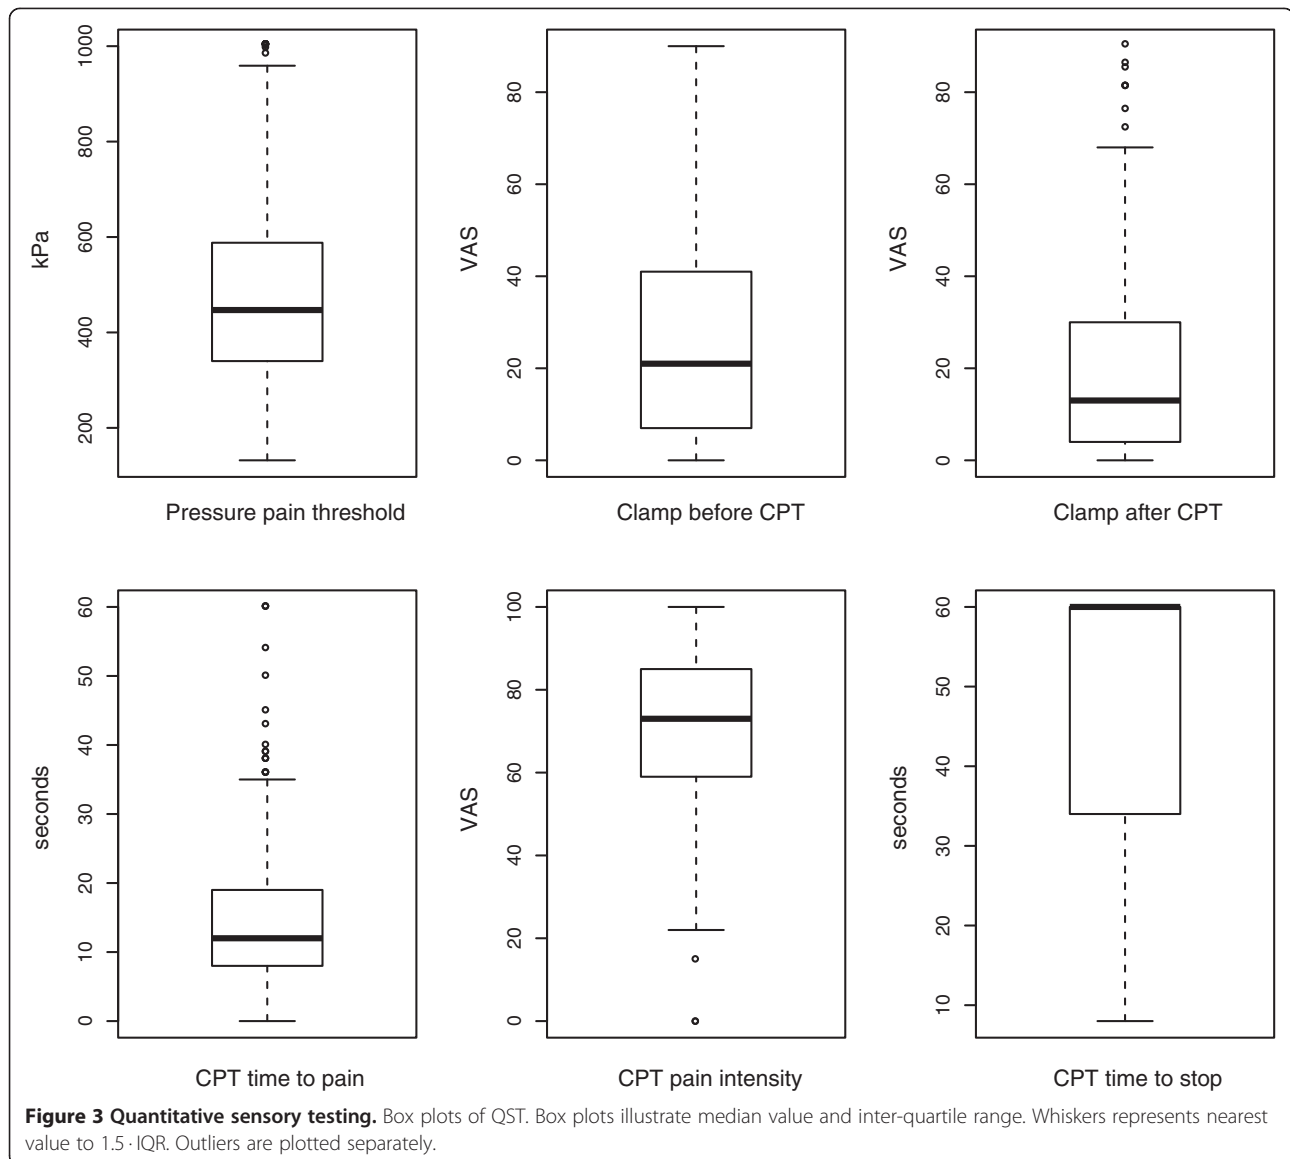 1000
800
600
400
200
kPa
Pressure pain threshold
80
60
40
20
0
VAS
Clamp before CPT
80
60
40
20
0
VAS
Clamp after CPT
60
50
40
30
20
10
0
seconds
CPT time to pain
100
80
60
40
20
0
VAS
CPT pain intensity
60
50
40
30
20
10
seconds
CPT time to stop
Figure 3 Quantitative sensory testing. Box plots of QST. Box plots illustrate median value and inter-quartile range. Whiskers represents nearest
value to 1.5 · IQR. Outliers are plotted separately.